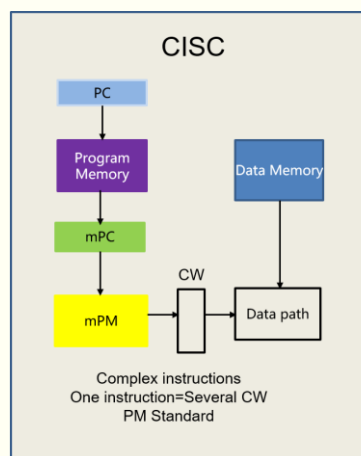 CISC
PC
Program
Memory
Data Memory
mPC
CW
mPM
Data path
Complex instructions
One instruction=Several CW
PM Standard